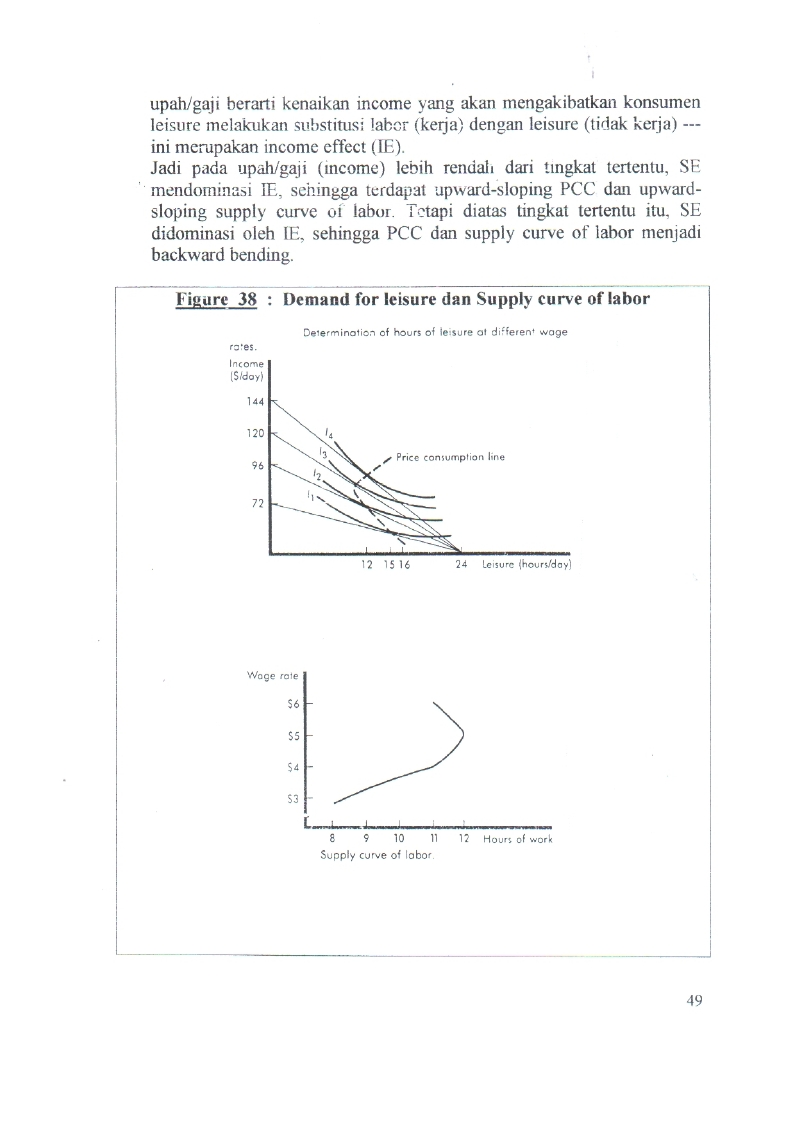 upah/gaji berarti kenaikan income yang akan mengakibatkan konsumen
leisure melakukan substitusi labor (kerja) dengan leisure (tidak kerja) ---
ini merupakan income effect (IE).
Jadi pada upah/gaji (income) lebih rendah dari tingkat tertentu, SE
mendominasi IE, sehingga terdapat upward-sloping PCC dan upward-
sloping supply curve of labor. Tetapi diatas tingkat tertentu itu, SE
didominasi oleh IE, sehingga PCC dan supply curve of labor menjadi
backward bending.
Figure 38 : Demand for leisure dan Supply curve of labor
Determination of hours of leisure at different wage
rates.
Income
($/day)
144
120
96
72
I4
I3
I2
I1
Price consumption line
12 15 16 24 Leisure (hours/day)
Wage rate
$6
$5
$4
$3
8 9 10 11 12 Hours of work
Supply curve of labor.
49